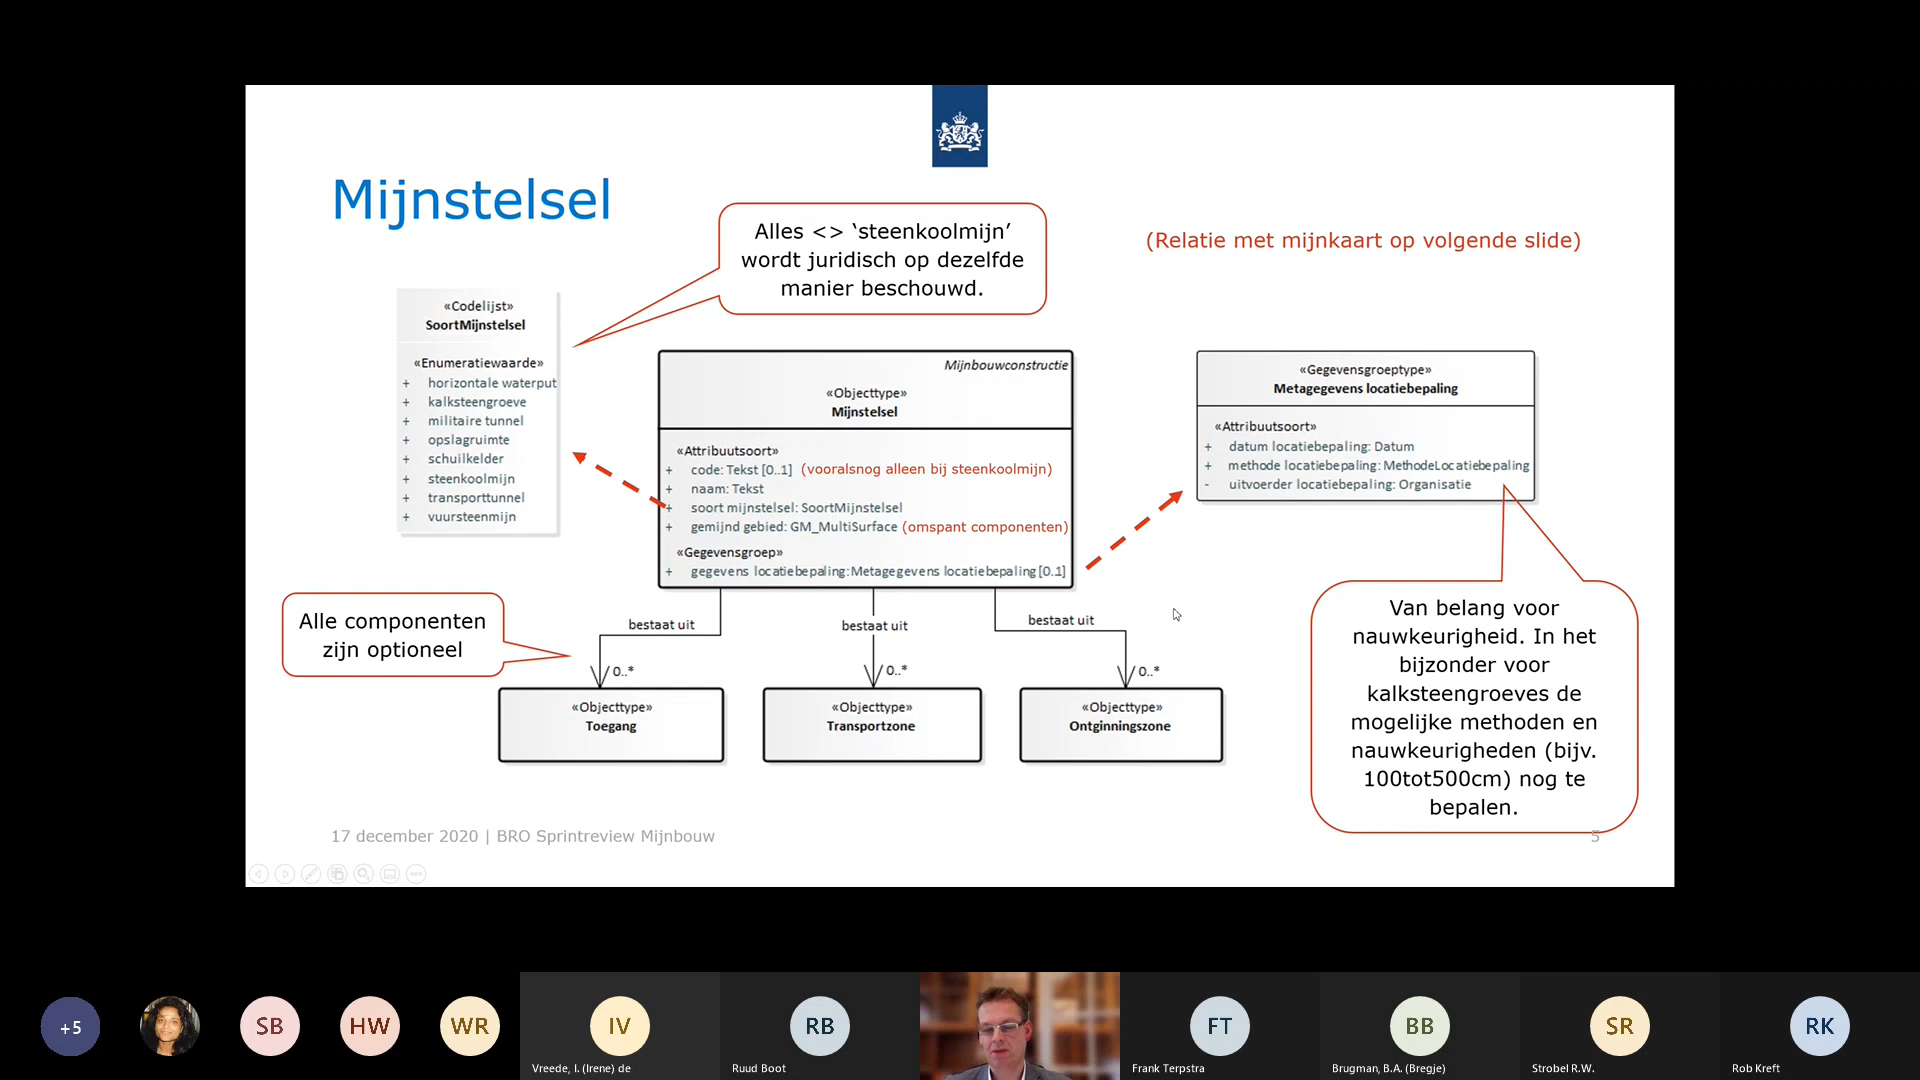 Mijnstelsel
Alles <> ‘steenkoolmijn’
wordt juridisch op dezelfde
manier beschouwd.
(Relatie met mijnkaart op volgende slide)
«Codelijst»
SoortMijnstelsel
«Enumeratiewaarde»
+ horizontale waterput
+ kalksteengroeve
+ militaire tunnel
+ opslagruimte
+ schuilkelder
+ steenkoolmijn
+ transporttunnel
+ vuursteenmijn
Mijnbouwconstructie
«Objecttype»
Mijnstelsel
«Attribuutsoort»
+ code: Tekst [0..1] (vooralsnog alleen bij steenkoolmijn)
+ naam: Tekst
+ soort mijnstelsel: SoortMijnstelsel
+ gemijnd gebied: GM_MultiSurface (omspant componenten)
«Gegevensgroep»
+ gegevens locatiebepaling:Metagegevens locatiebepaling [0..1]
«Gegevensgroeptype»
Metagegevens locatiebepaling
«Attribuutsoort»
+ datum locatiebepaling: Datum
+ methode locatiebepaling: MethodeLocatiebepaling
- uitvoerder locatiebepaling: Organisatie
Alle componenten
zijn optioneel
bestaat uit
bestaat uit
bestaat uit
0..*
0..*
0..*
«Objecttype»
Toegang
«Objecttype»
Transportzone
«Objecttype»
Ontginningszone
Van belang voor
nauwkeurigheid. In het
bijzonder voor
kalksteengroeves de
mogelijke methoden en
nauwkeurigheden (bijv.
100tot500cm) nog te
bepalen.
17 december 2020 | BRO Sprintreview Mijnbouw
5
+5
SB
HW
WR
IV
Vreede, I. (Irene) de
RB
Ruud Boot
FT
Frank Terpstra
BB
Brugman, B.A. (Bregje)
SR
Strobel R.W.
RK
Rob Kreft